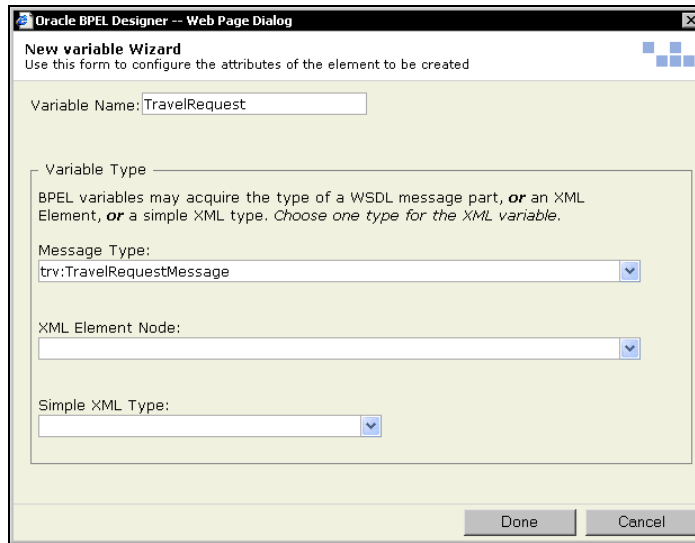 Oracle BPEL Designer -- Web Page Dialog
New variable Wizard
Use this form to configure the attributes of the element to be created
Variable Name: TravelRequest
Variable Type
BPEL variables may acquire the type of a WSDL message part, or an XML
Element, or a simple XML type. Choose one type for the XML variable.
Message Type:
trv:TravelRequestMessage
XML Element Node:
Simple XML Type:
Done Cancel